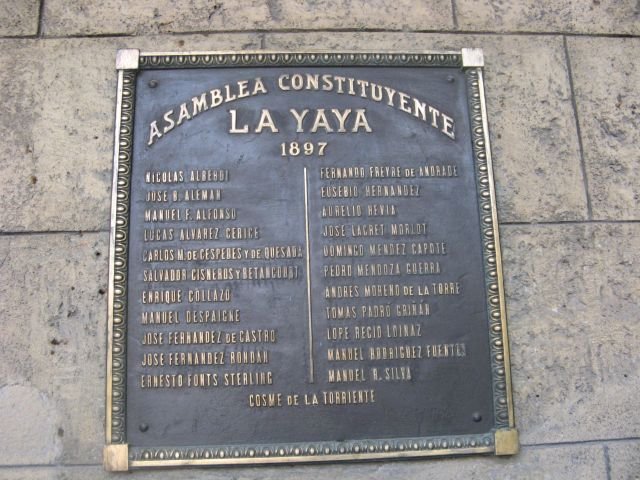 ASAMBLEA CONSTITUYENTE
LA YAYA
1897
NICOLAS ALBERDI
JOSE B. ALEMAN
MANUEL F. ALFONSO
LUCAS ALVAREZ CERICE
CARLOS M. DE CESPEDES Y DE QUESADA
SALVADOR CISNEROS Y BETANCOURT
ENRIQUE COLLAZO
MANUEL DESPAIGNE
JOSE FERNANDEZ DE CASTRO
JOSE FERNANDEZ RONDAN
ERNESTO FONTS STERLING
FERNANDO FREYRE DE ANDRADE
EUSEBIO HERNANDEZ
AURELIO HEVIA
JOSE LACRET MORLOT
DOMINGO MENDEZ CAPOTE
PEDRO MENDOZA GUERRA
ANDRES MORENO DE LA TORRE
TOMAS PADRÓ GRIÑÁN
LOPE RECIO LOINAZ
MANUEL RODRIGUEZ FUENTES
MANUEL R. SILVA
COSME DE LA TORRIENTE